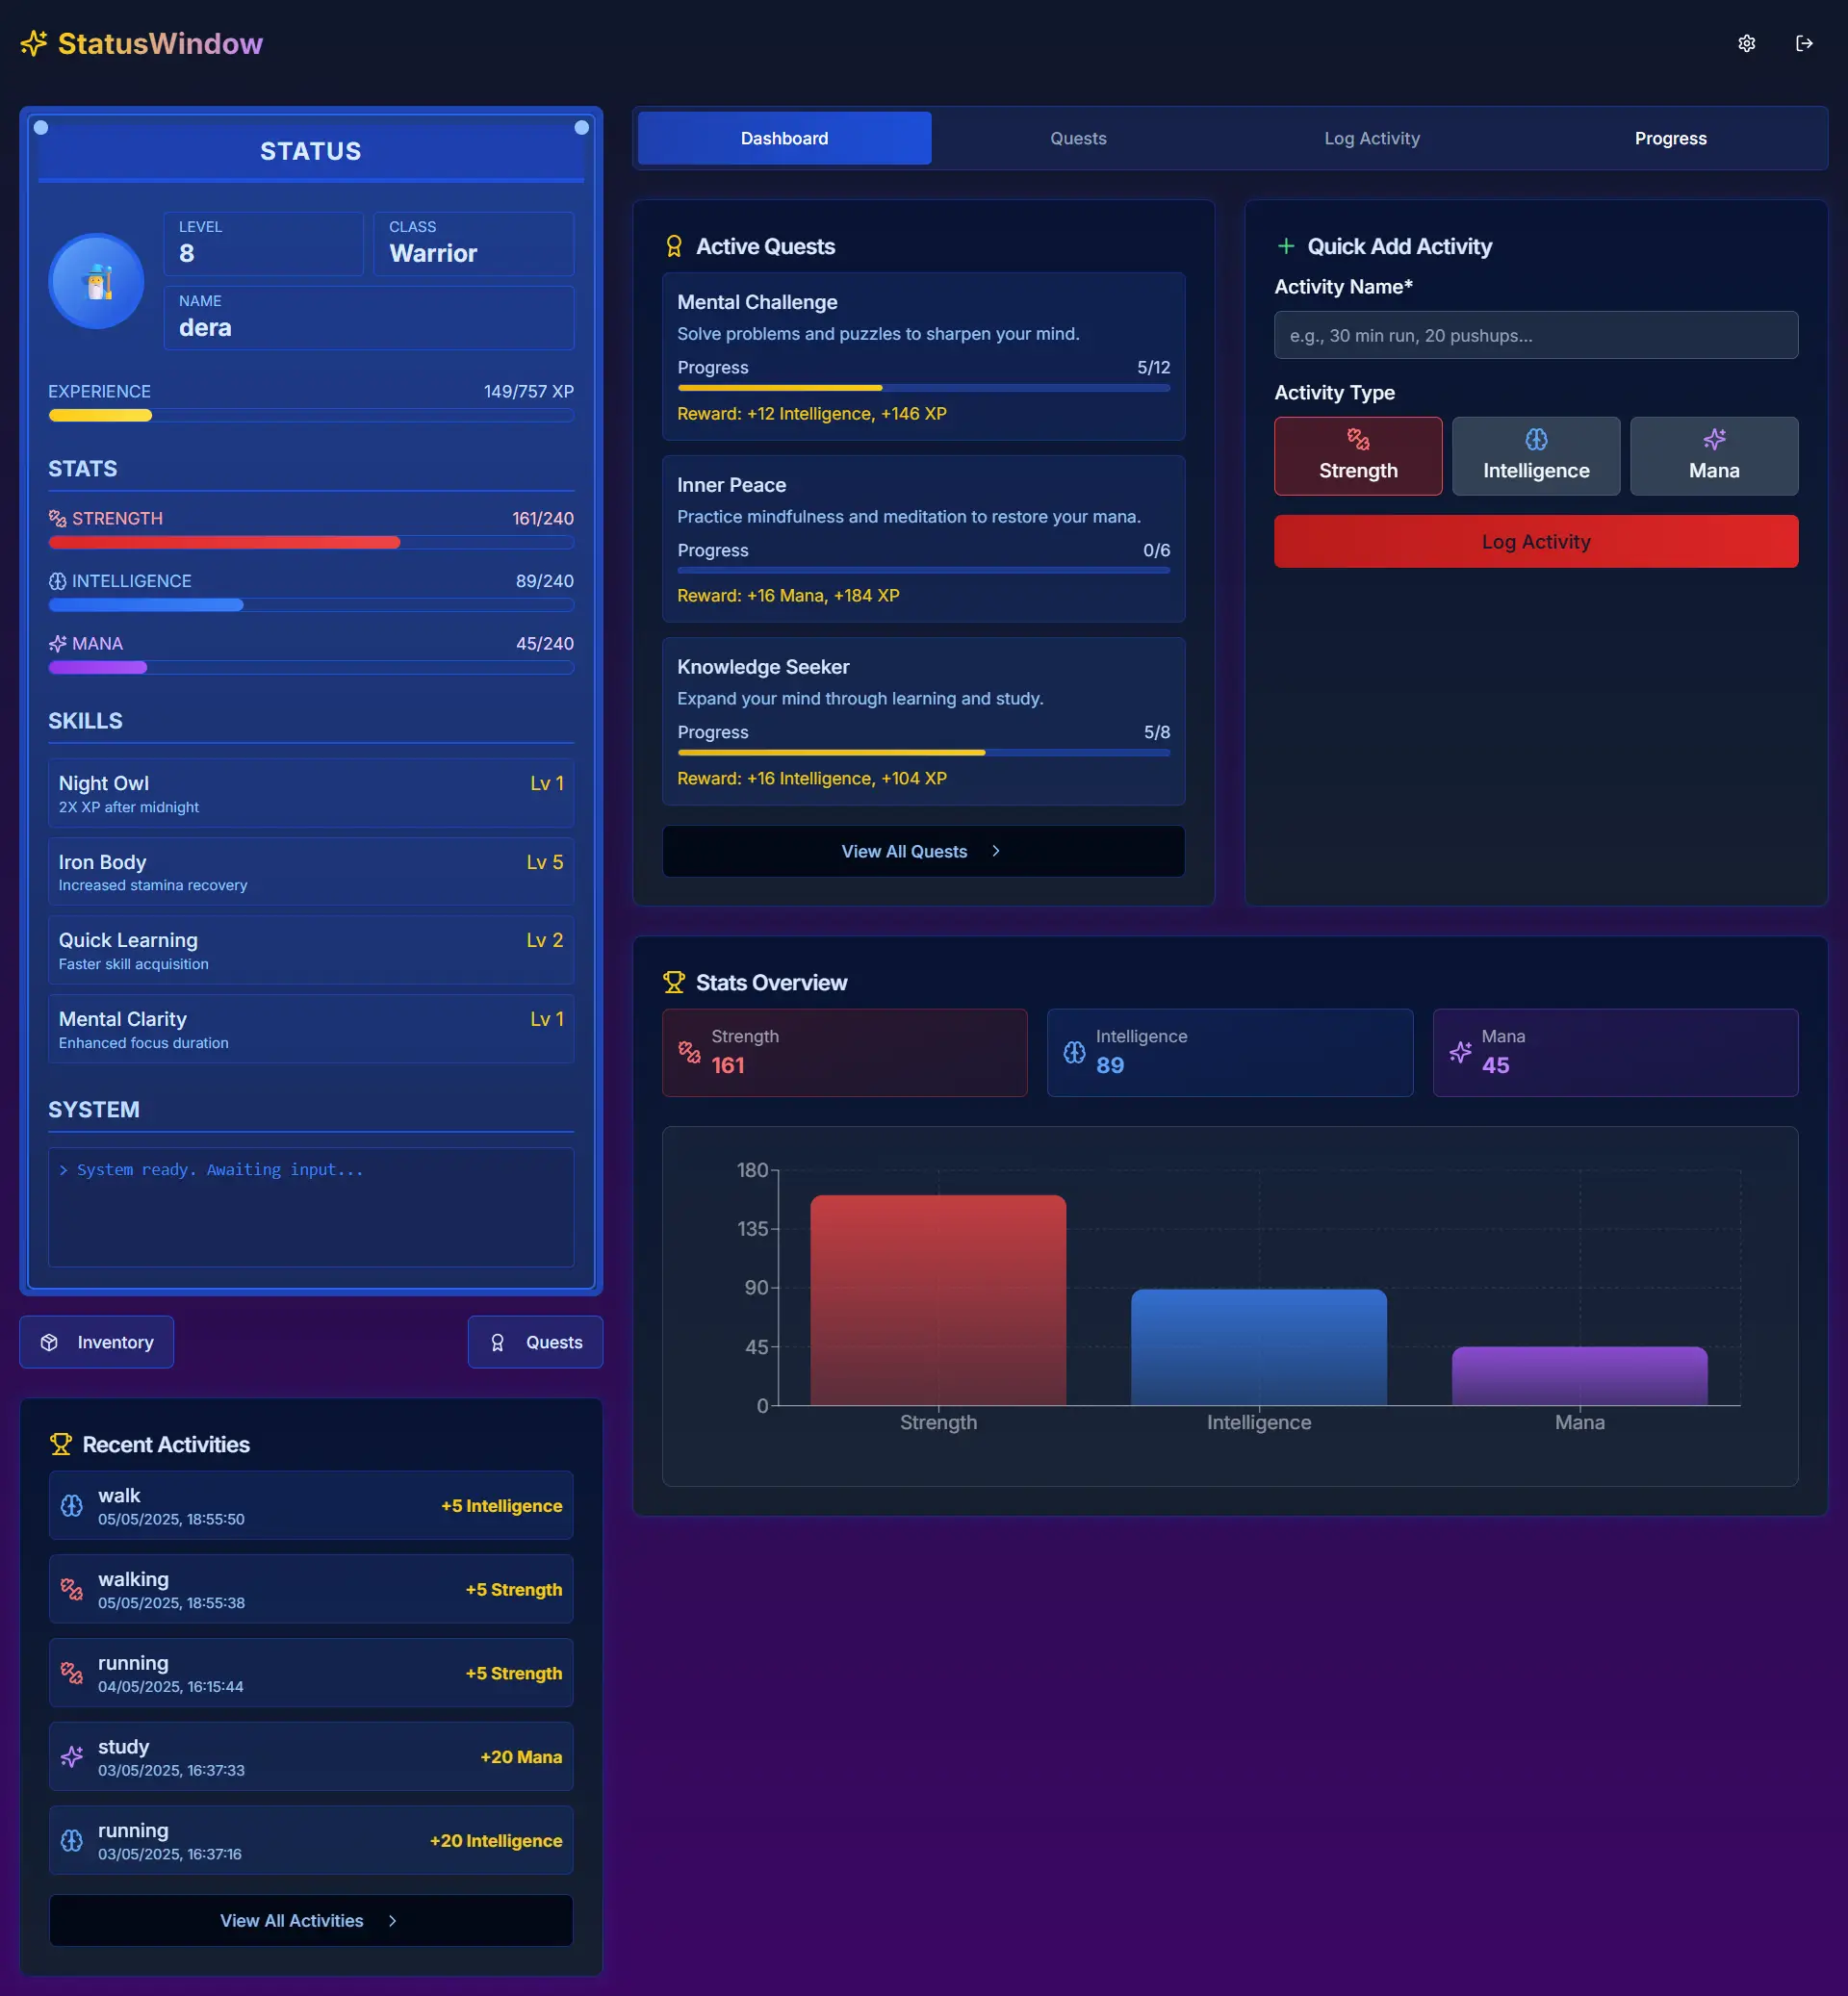 StatusWindow
STATUS
LEVEL
8
CLASS
Warrior
NAME
dera
EXPERIENCE 149/757 XP
STATS
STRENGTH 161/240
INTELLIGENCE 89/240
MANA 45/240
SKILLS
Night Owl Lv 1
2X XP after midnight
Iron Body Lv 5
Increased stamina recovery
Quick Learning Lv 2
Faster skill acquisition
Mental Clarity Lv 1
Enhanced focus duration
SYSTEM
> System ready. Awaiting input...
Inventory
Quests
Recent Activities
walk
05/05/2025, 18:55:50
+5 Intelligence
walking
05/05/2025, 18:55:38
+5 Strength
running
04/05/2025, 16:15:44
+5 Strength
study
03/05/2025, 16:37:33
+20 Mana
running
03/05/2025, 16:37:16
+20 Intelligence
View All Activities
Dashboard
Quests
Log Activity
Progress
Active Quests
Mental Challenge
Solve problems and puzzles to sharpen your mind.
Progress 5/12
Reward: +12 Intelligence, +146 XP
Inner Peace
Practice mindfulness and meditation to restore your mana.
Progress 0/6
Reward: +16 Mana, +184 XP
Knowledge Seeker
Expand your mind through learning and study.
Progress 5/8
Reward: +16 Intelligence, +104 XP
View All Quests
Quick Add Activity
Activity Name*
e.g., 30 min run, 20 pushups...
Activity Type
Strength
Intelligence
Mana
Log Activity
Stats Overview
Strength
161
Intelligence
89
Mana
45
180
135
90
45
0
Strength
Intelligence
Mana